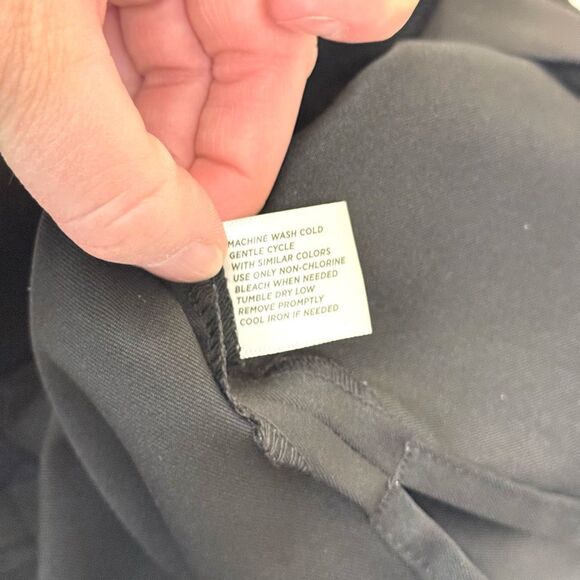 MACHINE WASH COLD
GENTLE CYCLE
WITH SIMILAR COLORS
USE ONLY NON-CHLORINE
BLEACH WHEN NEEDED
TUMBLE DRY LOW
REMOVE PROMPTLY
COOL IRON IF NEEDED